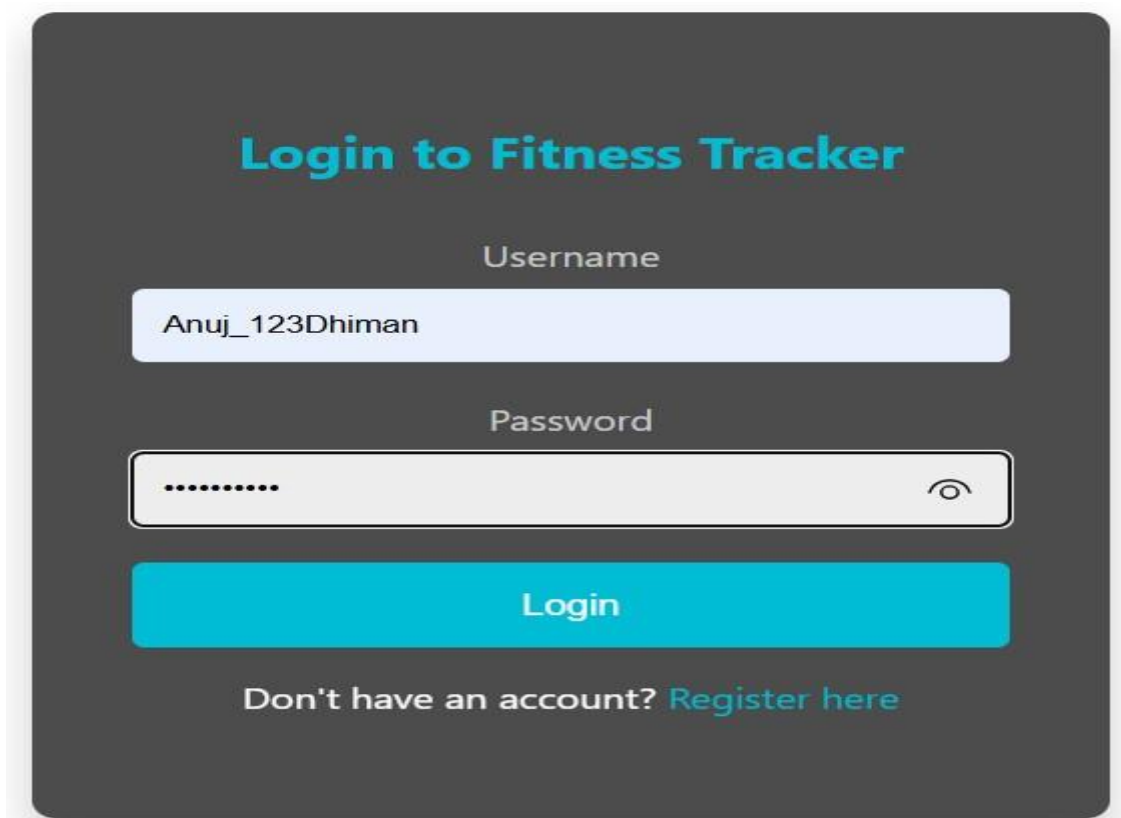 Login to Fitness Tracker
Username
Anuj_123Dhiman
Password
••••••••••
Login
Don't have an account? Register here